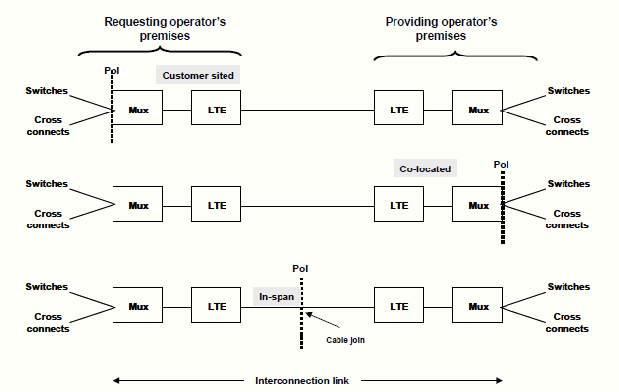 Requesting operator's
premises
Providing operator's
premises
PoI
Customer sited
Switches
Cross
connects
Mux
LTE
LTE
Mux
Switches
Cross
connects
Co-located
PoI
Switches
Cross
connects
Mux
LTE
LTE
Mux
Switches
Cross
connects
PoI
In-span
Switches
Cross
connects
Mux
LTE
LTE
Mux
Switches
Cross
connects
Cable join
Interconnection link